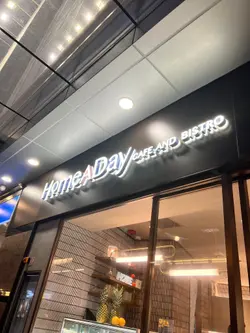 HomeADay CAFE AND BISTRO